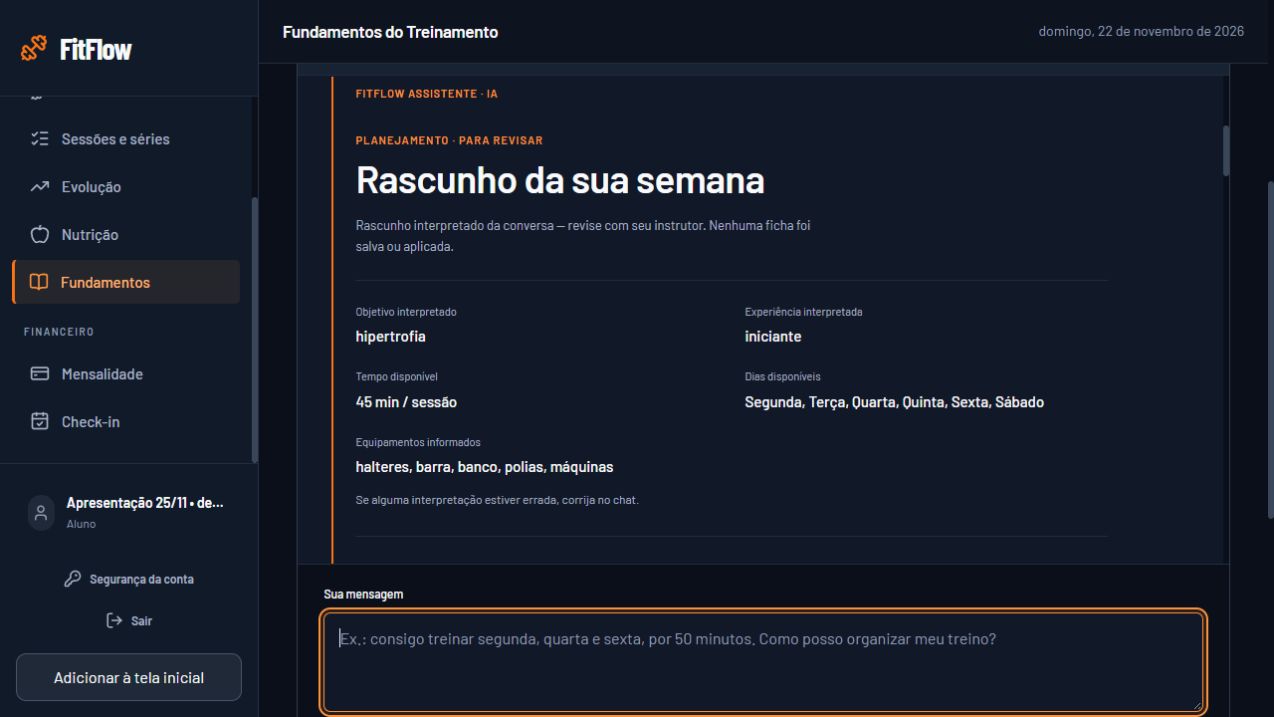 FitFlow
Fundamentos do Treinamento
domingo, 22 de novembro de 2026
Sessões e séries
Evolução
Nutrição
Fundamentos
FINANCEIRO
Mensalidade
Check-in
Apresentação 25/11 • de...
Aluno
Segurança da conta
Sair
Adicionar à tela inicial
FITFLOW ASSISTENTE · IA
PLANEJAMENTO · PARA REVISAR
Rascunho da sua semana
Rascunho interpretado da conversa — revise com seu instrutor. Nenhuma ficha foi
salva ou aplicada.
Objetivo interpretado
hipertrofia
Experiência interpretada
iniciante
Tempo disponível
45 min / sessão
Dias disponíveis
Segunda, Terça, Quarta, Quinta, Sexta, Sábado
Equipamentos informados
halteres, barra, banco, polias, máquinas
Se alguma interpretação estiver errada, corrija no chat.
Sua mensagem
Ex.: consigo treinar segunda, quarta e sexta, por 50 minutos. Como posso organizar meu treino?